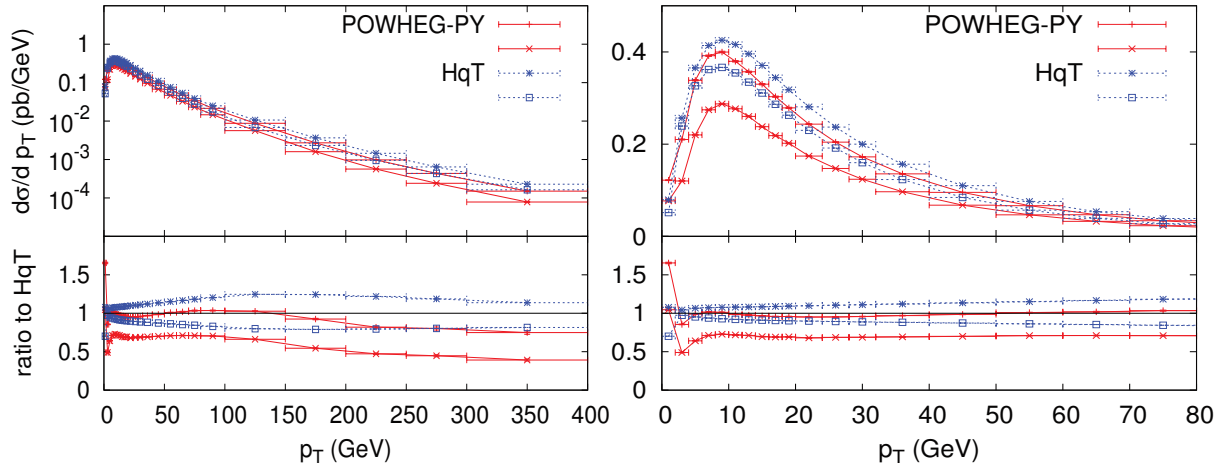 POWHEG-PY
HqT
dσ/d p_T (pb/GeV)
1
0.1
10^-2
10^-3
10^-4
ratio to HqT
1.5
1
0.5
0
0 50 100 150 200 250 300 350 400
p_T (GeV)
POWHEG-PY
HqT
0.4
0.2
0
1.5
1
0.5
0
0 10 20 30 40 50 60 70 80
p_T (GeV)